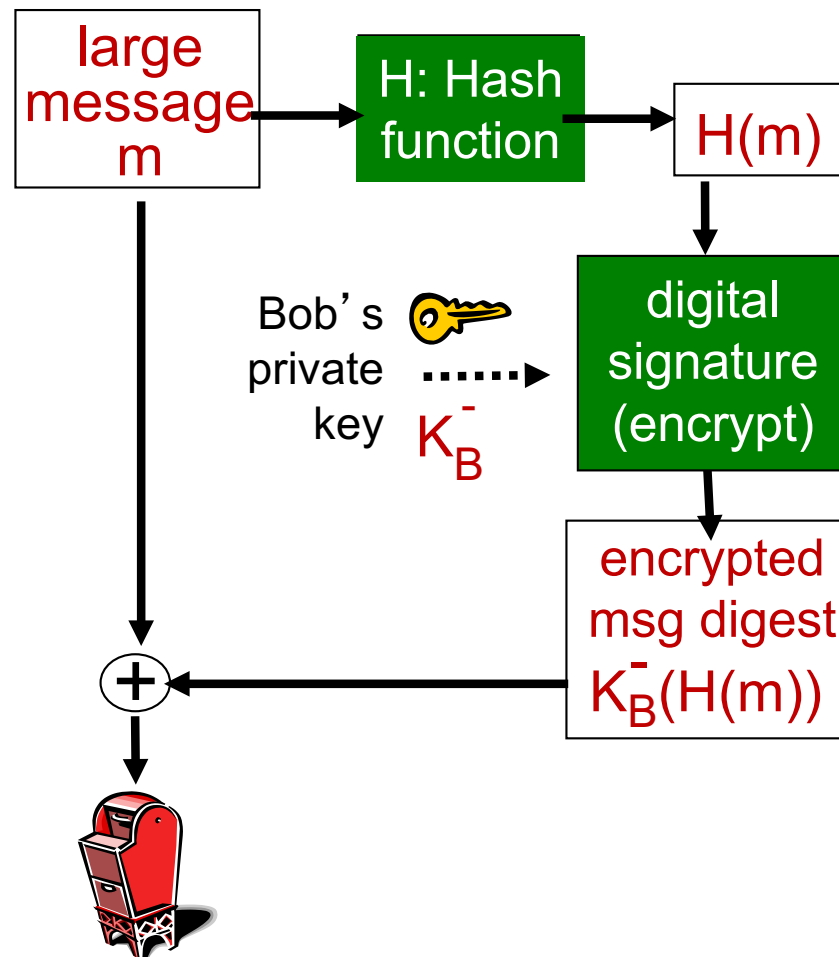 large
message
m
H: Hash
function
H(m)
Bob’s
private
key
K_B^-
digital
signature
(encrypt)
encrypted
msg digest
K_B^-(H(m))
+